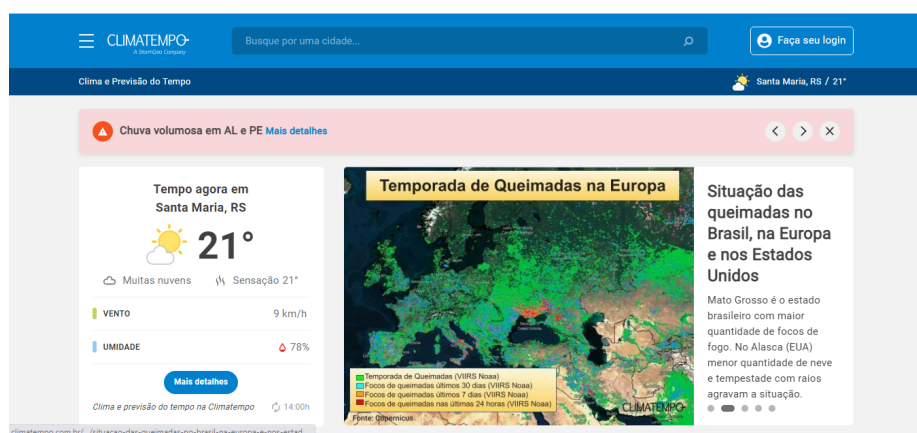 CLIMATEMPO
A StormGeo Company
Busque por uma cidade...
Faça seu login
Clima e Previsão do Tempo
Santa Maria, RS / 21°
Chuva volumosa em AL e PE Mais detalhes
Tempo agora em
Santa Maria, RS
21°
Muitas nuvens
Sensação 21°
VENTO
9 km/h
UMIDADE
78%
Mais detalhes
Clima e previsão do tempo na Climatempo
14:00h
Temporada de Queimadas na Europa
Temporada de Queimadas (VIIRS Noaa)
Focos de queimadas últimos 30 dias (VIIRS Noaa)
Focos de queimadas últimos 7 dias (VIIRS Noaa)
Focos de queimadas nas últimas 24 horas (VIIRS Noaa)
Fonte: Copernicus
CLIMATEMPO
Situação das
queimadas no
Brasil, na Europa
e nos Estados
Unidos
Mato Grosso é o estado
brasileiro com maior
quantidade de focos de
fogo. No Alasca (EUA)
menor quantidade de neve
e tempestade com raios
agravam a situação.